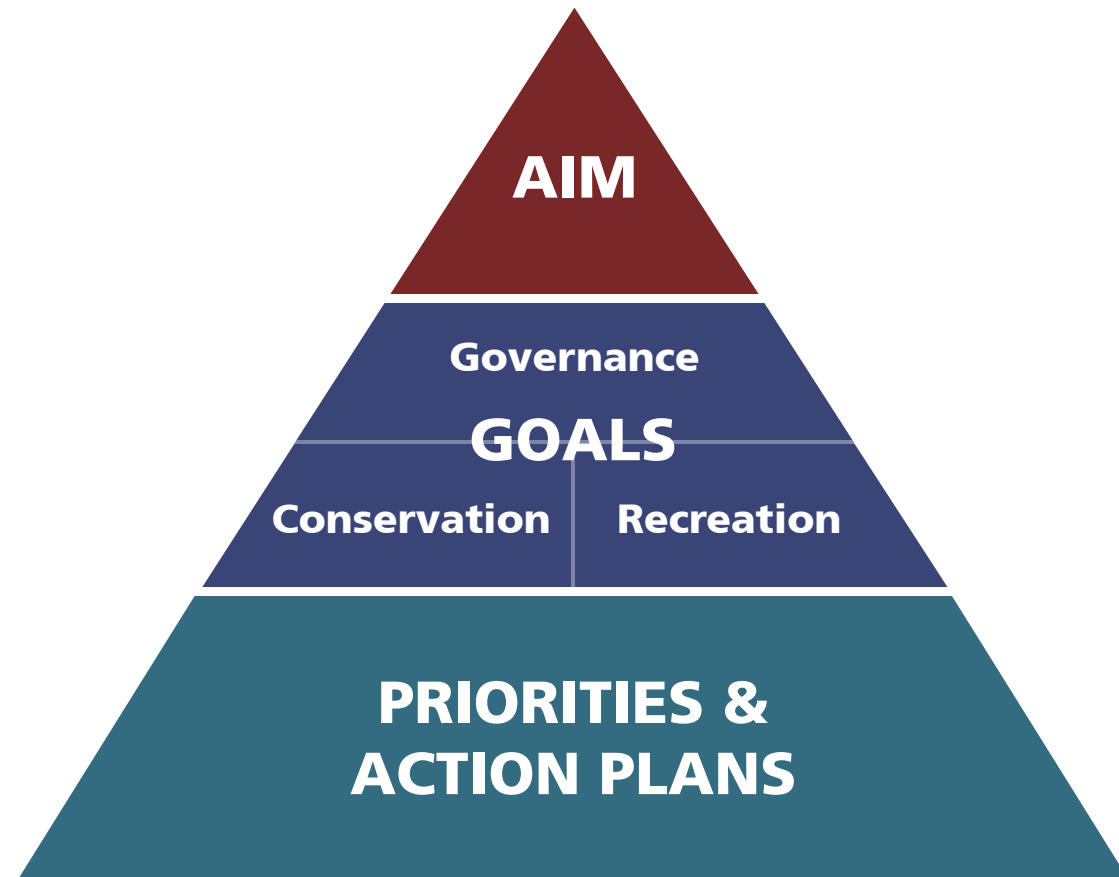 AIM
Governance
GOALS
Conservation Recreation
PRIORITIES &
ACTION PLANS